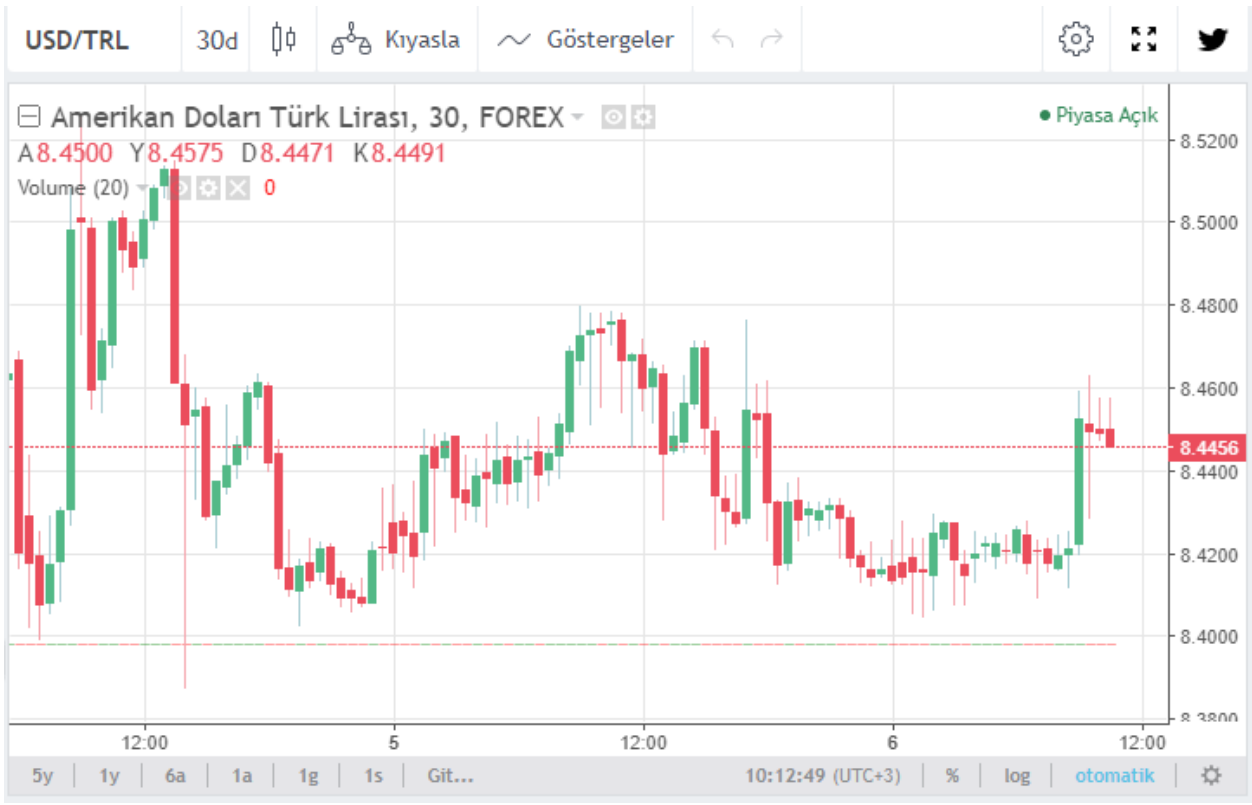 USD/TRL 30d Kıyasla Göstergeler
Amerikan Doları Türk Lirası, 30, FOREX
Piyasa Açık
A8.4500 Y8.4575 D8.4471 K8.4491
Volume (20) 0
8.5200
8.5000
8.4800
8.4600
8.4456
8.4400
8.4200
8.4000
8.3800
12:00 5 12:00 6 12:00
5y 1y 6a 1a 1g 1s Git... 10:12:49 (UTC+3) % log otomatik